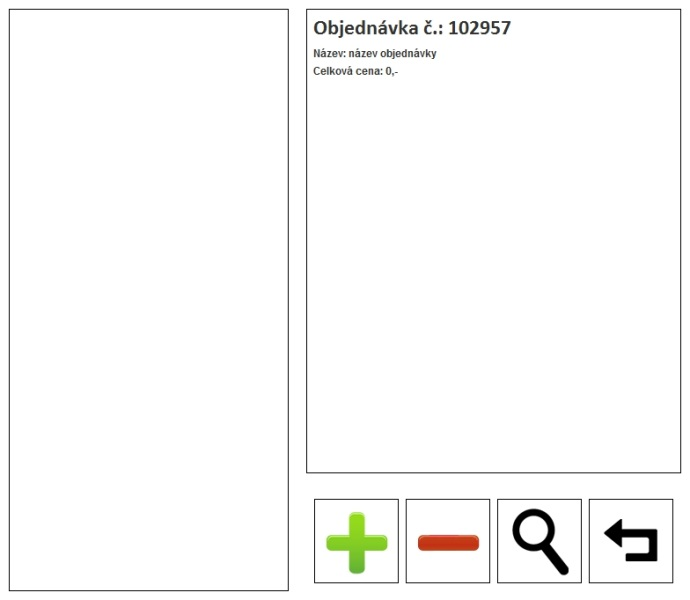 Objednávka č.: 102957
Název: název objednávky
Celková cena: 0,-